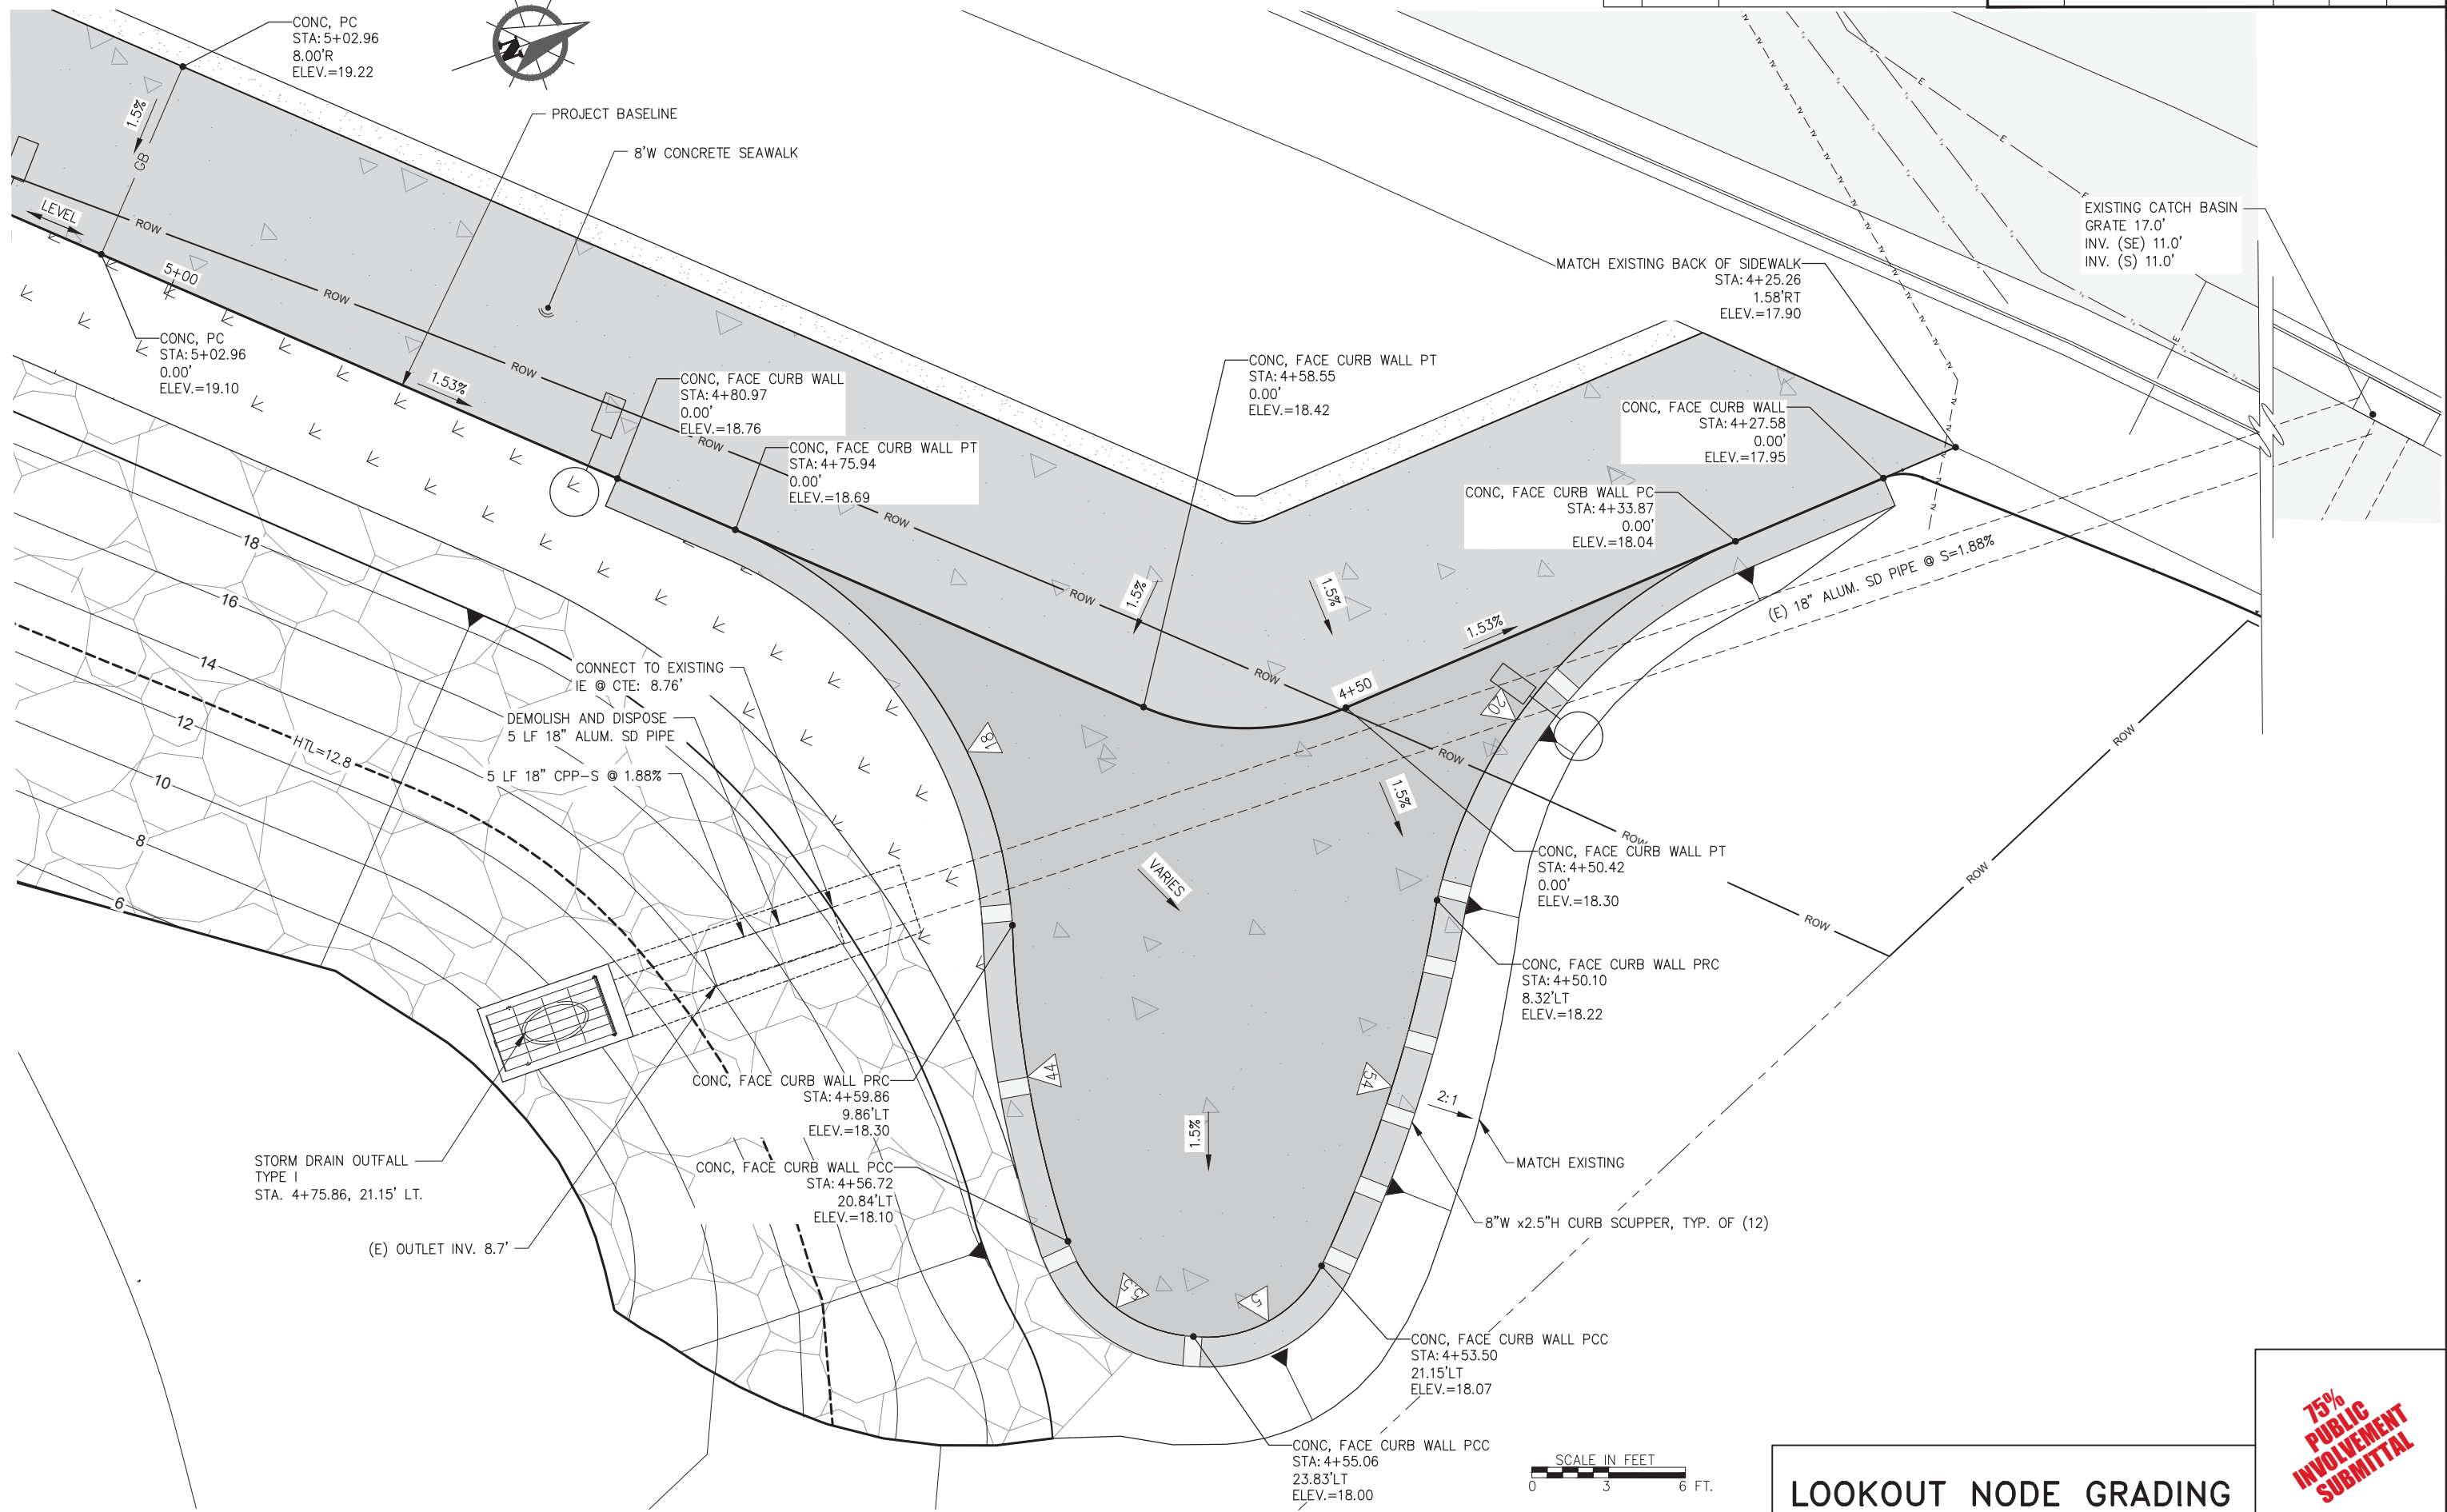 CONC, PC
STA: 5+02.96
8.00'R
ELEV.=19.22
N
1.5%
GB
PROJECT BASELINE
8'W CONCRETE SEAWALK
LEVEL
ROW
5+00
ROW
CONC, PC
STA: 5+02.96
0.00'
ELEV.=19.10
1.53%
ROW
CONC, FACE CURB WALL
STA: 4+80.97
0.00'
ELEV.=18.76
ROW
CONC, FACE CURB WALL PT
STA: 4+75.94
0.00'
ELEV.=18.69
ROW
CONC, FACE CURB WALL PT
STA: 4+58.55
0.00'
ELEV.=18.42
MATCH EXISTING BACK OF SIDEWALK
STA: 4+25.26
1.58'RT
ELEV.=17.90
EXISTING CATCH BASIN
GRATE 17.0'
INV. (SE) 11.0'
INV. (S) 11.0'
E
E
E
E
CONC, FACE CURB WALL
STA: 4+27.58
0.00'
ELEV.=17.95
CONC, FACE CURB WALL PC
STA: 4+33.87
0.00'
ELEV.=18.04
(E) 18" ALUM. SD PIPE @ S=1.88%
1.5%
ROW
1.5%
1.53%
ROW
4+50
18
20
ROW
1.5%
ROW
ROW
ROW
ROW
18
16
14
12
10
8
6
HTL=12.8
CONNECT TO EXISTING
IE @ CTE: 8.76'
DEMOLISH AND DISPOSE
5 LF 18" ALUM. SD PIPE
5 LF 18" CPP-S @ 1.88%
VARIES
CONC, FACE CURB WALL PT
STA: 4+50.42
0.00'
ELEV.=18.30
CONC, FACE CURB WALL PRC
STA: 4+50.10
8.32'LT
ELEV.=18.22
CONC, FACE CURB WALL PRC
STA: 4+59.86
9.86'LT
ELEV.=18.30
44
54
2:1
1.5%
MATCH EXISTING
CONC, FACE CURB WALL PCC
STA: 4+56.72
20.84'LT
ELEV.=18.10
STORM DRAIN OUTFALL
TYPE I
STA. 4+75.86, 21.15' LT.
8"W x2.5"H CURB SCUPPER, TYP. OF (12)
(E) OUTLET INV. 8.7'
5.5
5
CONC, FACE CURB WALL PCC
STA: 4+53.50
21.15'LT
ELEV.=18.07
CONC, FACE CURB WALL PCC
STA: 4+55.06
23.83'LT
ELEV.=18.00
SCALE IN FEET
0 3 6 FT.
LOOKOUT NODE GRADING
75%
PUBLIC
INVOLVEMENT
SUBMITTAL